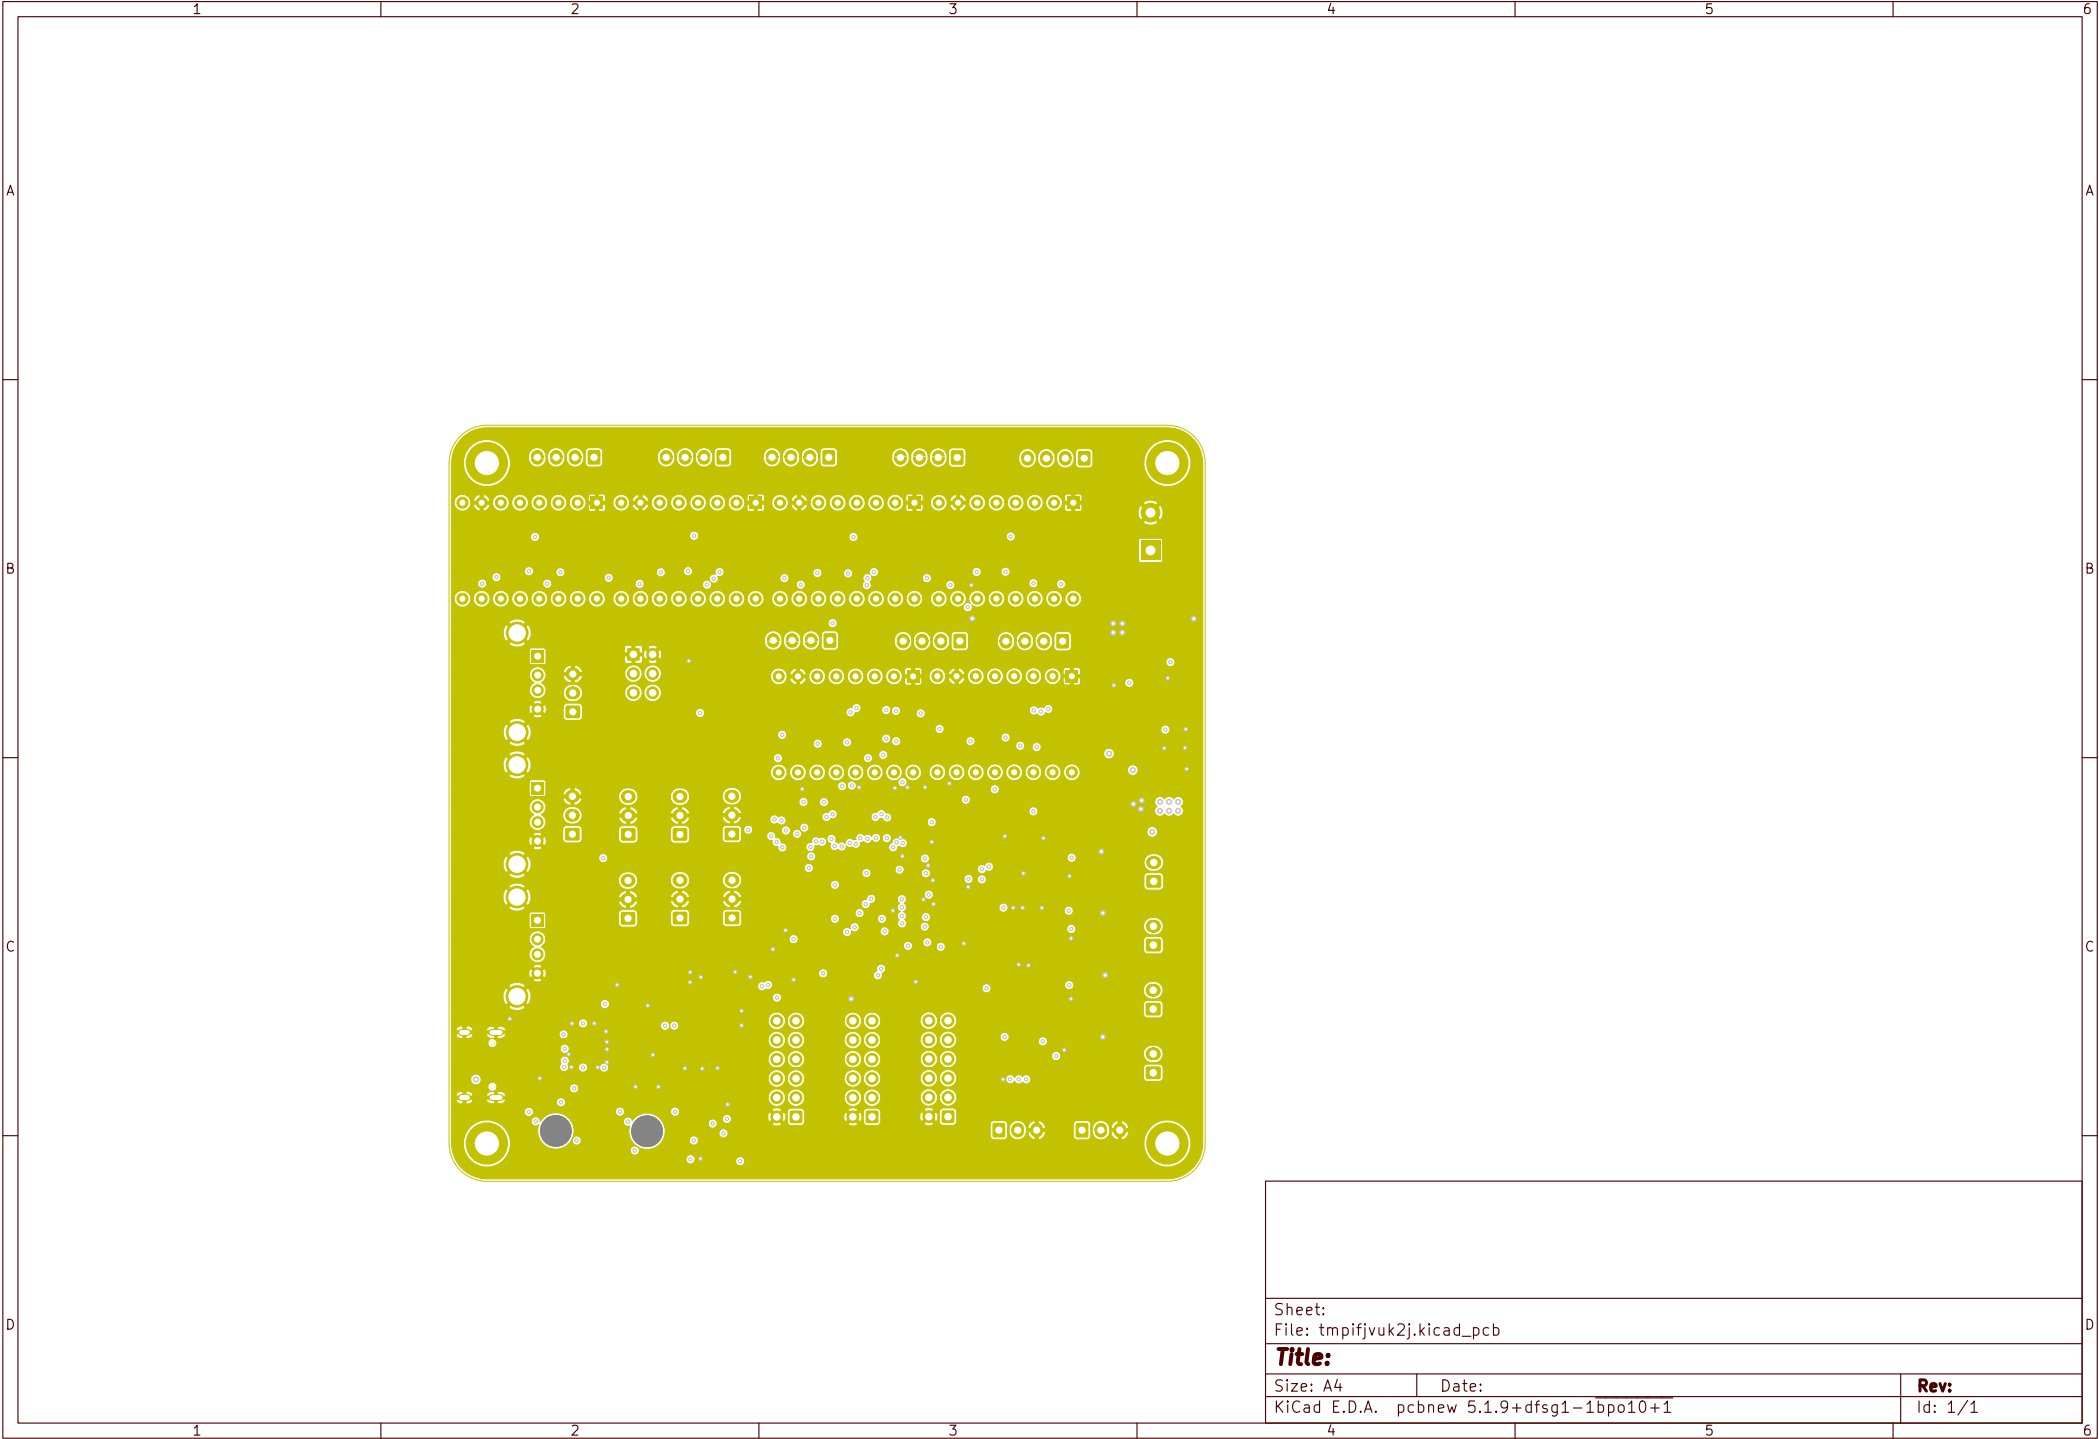 1 2 3 4 5 6
A A
B B
C C
D D
Sheet:
File: tmpifjvuk2j.kicad_pcb
Title:
Size: A4 Date: Rev:
KiCad E.D.A. pcbnew 5.1.9+dfsg1-1bpo10+1 Id: 1/1
1 2 3 4 5 6